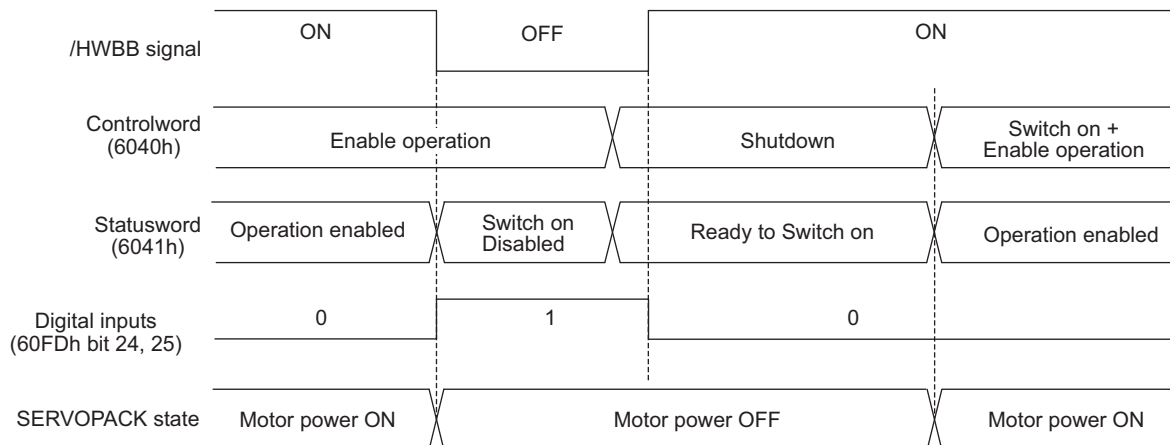 /HWBB signal
ON
OFF
ON
Controlword
(6040h)
Enable operation
Shutdown
Switch on +
Enable operation
Statusword
(6041h)
Operation enabled
Switch on
Disabled
Ready to Switch on
Operation enabled
Digital inputs
(60FDh bit 24, 25)
0
1
0
SERVOPACK state
Motor power ON
Motor power OFF
Motor power ON